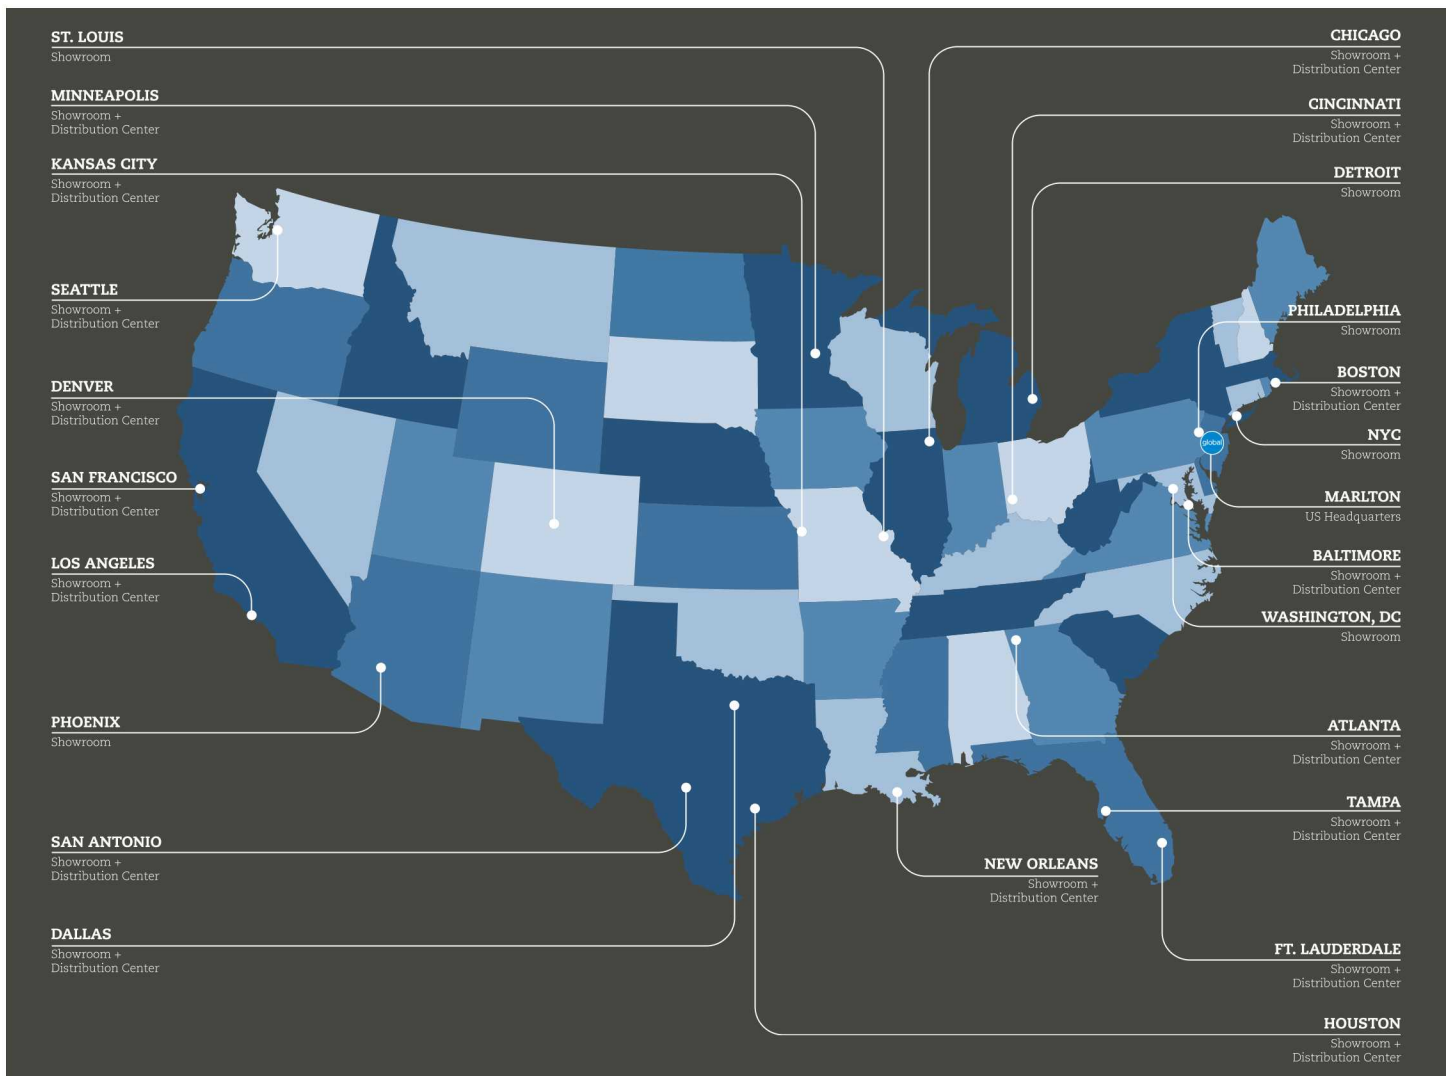 ST. LOUIS
Showroom
MINNEAPOLIS
Showroom +
Distribution Center
KANSAS CITY
Showroom +
Distribution Center
SEATTLE
Showroom +
Distribution Center
DENVER
Showroom +
Distribution Center
SAN FRANCISCO
Showroom +
Distribution Center
LOS ANGELES
Showroom +
Distribution Center
PHOENIX
Showroom
SAN ANTONIO
Showroom +
Distribution Center
DALLAS
Showroom +
Distribution Center
CHICAGO
Showroom +
Distribution Center
CINCINNATI
Showroom +
Distribution Center
DETROIT
Showroom
PHILADELPHIA
Showroom
BOSTON
Showroom +
Distribution Center
NYC
Showroom
global
MARLTON
US Headquarters
BALTIMORE
Showroom +
Distribution Center
WASHINGTON, DC
Showroom
ATLANTA
Showroom +
Distribution Center
TAMPA
Showroom +
Distribution Center
NEW ORLEANS
Showroom +
Distribution Center
FT. LAUDERDALE
Showroom +
Distribution Center
HOUSTON
Showroom +
Distribution Center